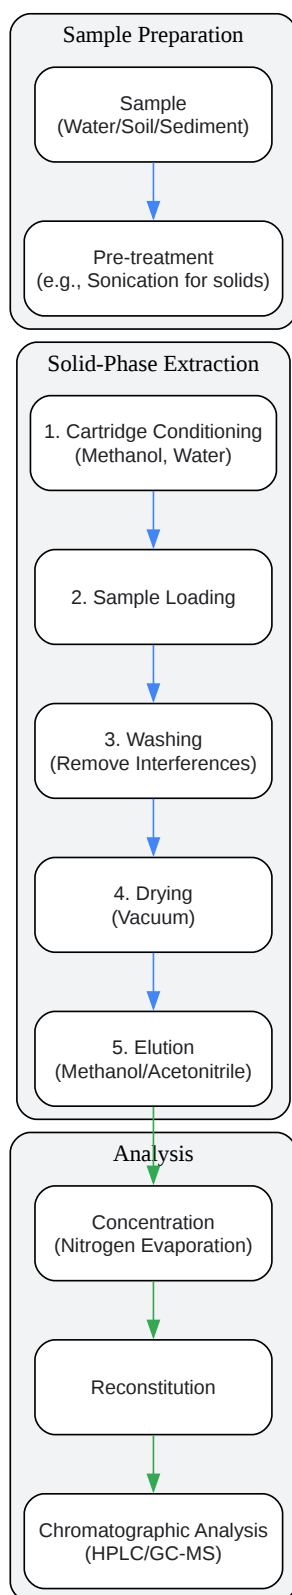 Sample Preparation
Sample
(Water/Soil/Sediment)
Pre-treatment
(e.g., Sonication for solids)
Solid-Phase Extraction
1. Cartridge Conditioning
(Methanol, Water)
2. Sample Loading
3. Washing
(Remove Interferences)
4. Drying
(Vacuum)
5. Elution
(Methanol/Acetonitrile)
Analysis
Concentration
(Nitrogen Evaporation)
Reconstitution
Chromatographic Analysis
(HPLC/GC-MS)